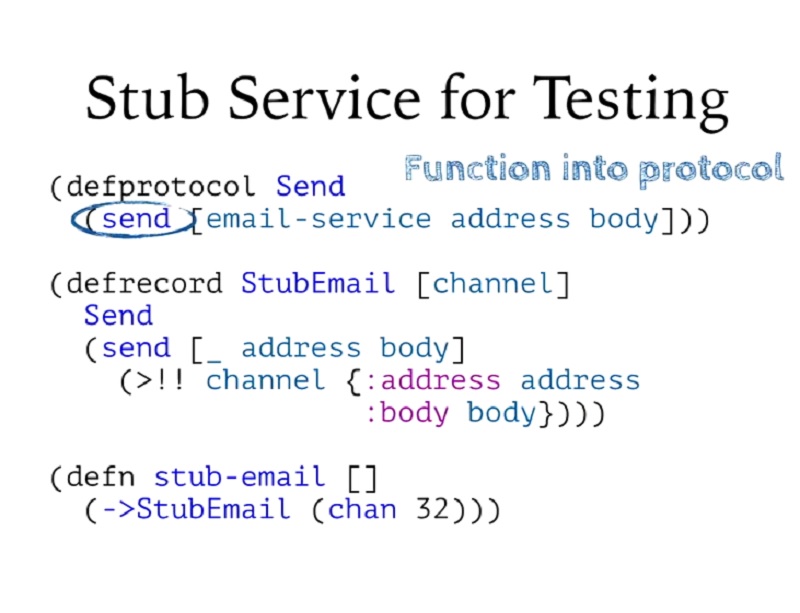 Stub Service for Testing
Function into protocol
(defprotocol Send
(send [email-service address body]))
(defrecord StubEmail [channel]
Send
(send [_ address body]
(>!! channel {:address address
:body body})))
(defn stub-email []
(->StubEmail (chan 32)))